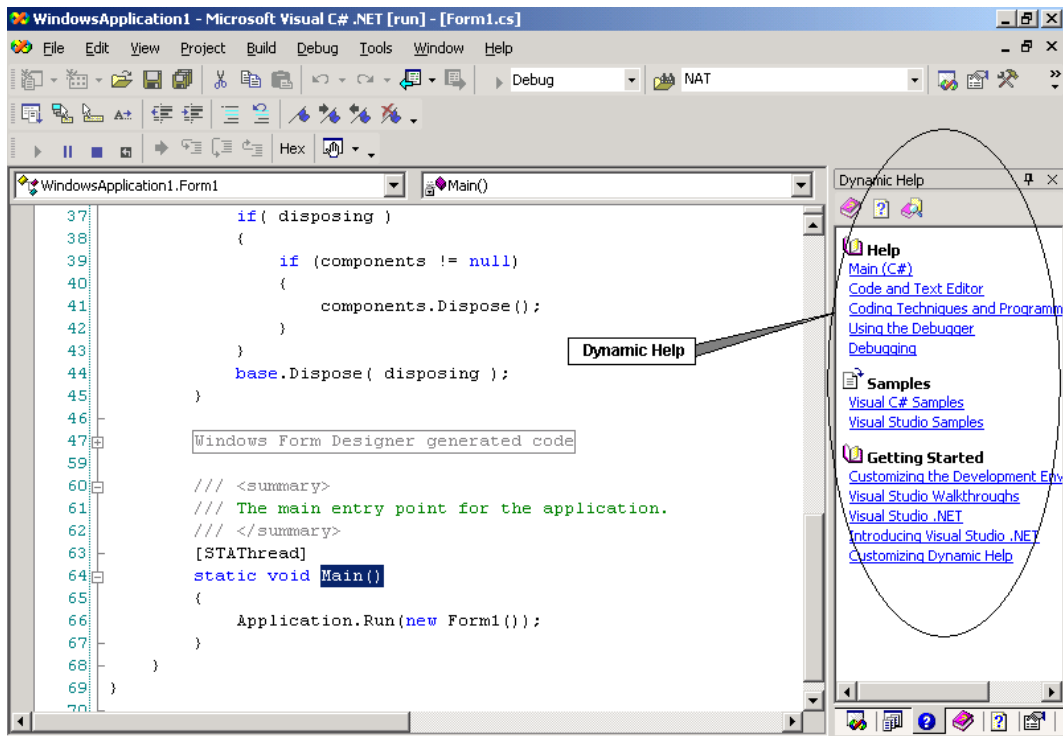 WindowsApplication1 - Microsoft Visual C# .NET [run] - [Form1.cs]
File Edit View Project Build Debug Tools Window Help
Debug NAT
Hex
WindowsApplication1.Form1 Main()
37 if( disposing )
38 {
39 if (components != null)
40 {
41 components.Dispose();
42 }
43 }
44 base.Dispose( disposing );
45 }
46
47 Windows Form Designer generated code
59
60 /// <summary>
61 /// The main entry point for the application.
62 /// </summary>
63 [STAThread]
64 static void Main()
65 {
66 Application.Run(new Form1());
67 }
68 }
69 }
70
Dynamic Help
Dynamic Help
Help
Main (C#)
Code and Text Editor
Coding Techniques and Programm
Using the Debugger
Debugging
Samples
Visual C# Samples
Visual Studio Samples
Getting Started
Customizing the Development Env
Visual Studio Walkthroughs
Visual Studio .NET
Introducing Visual Studio .NET
Customizing Dynamic Help